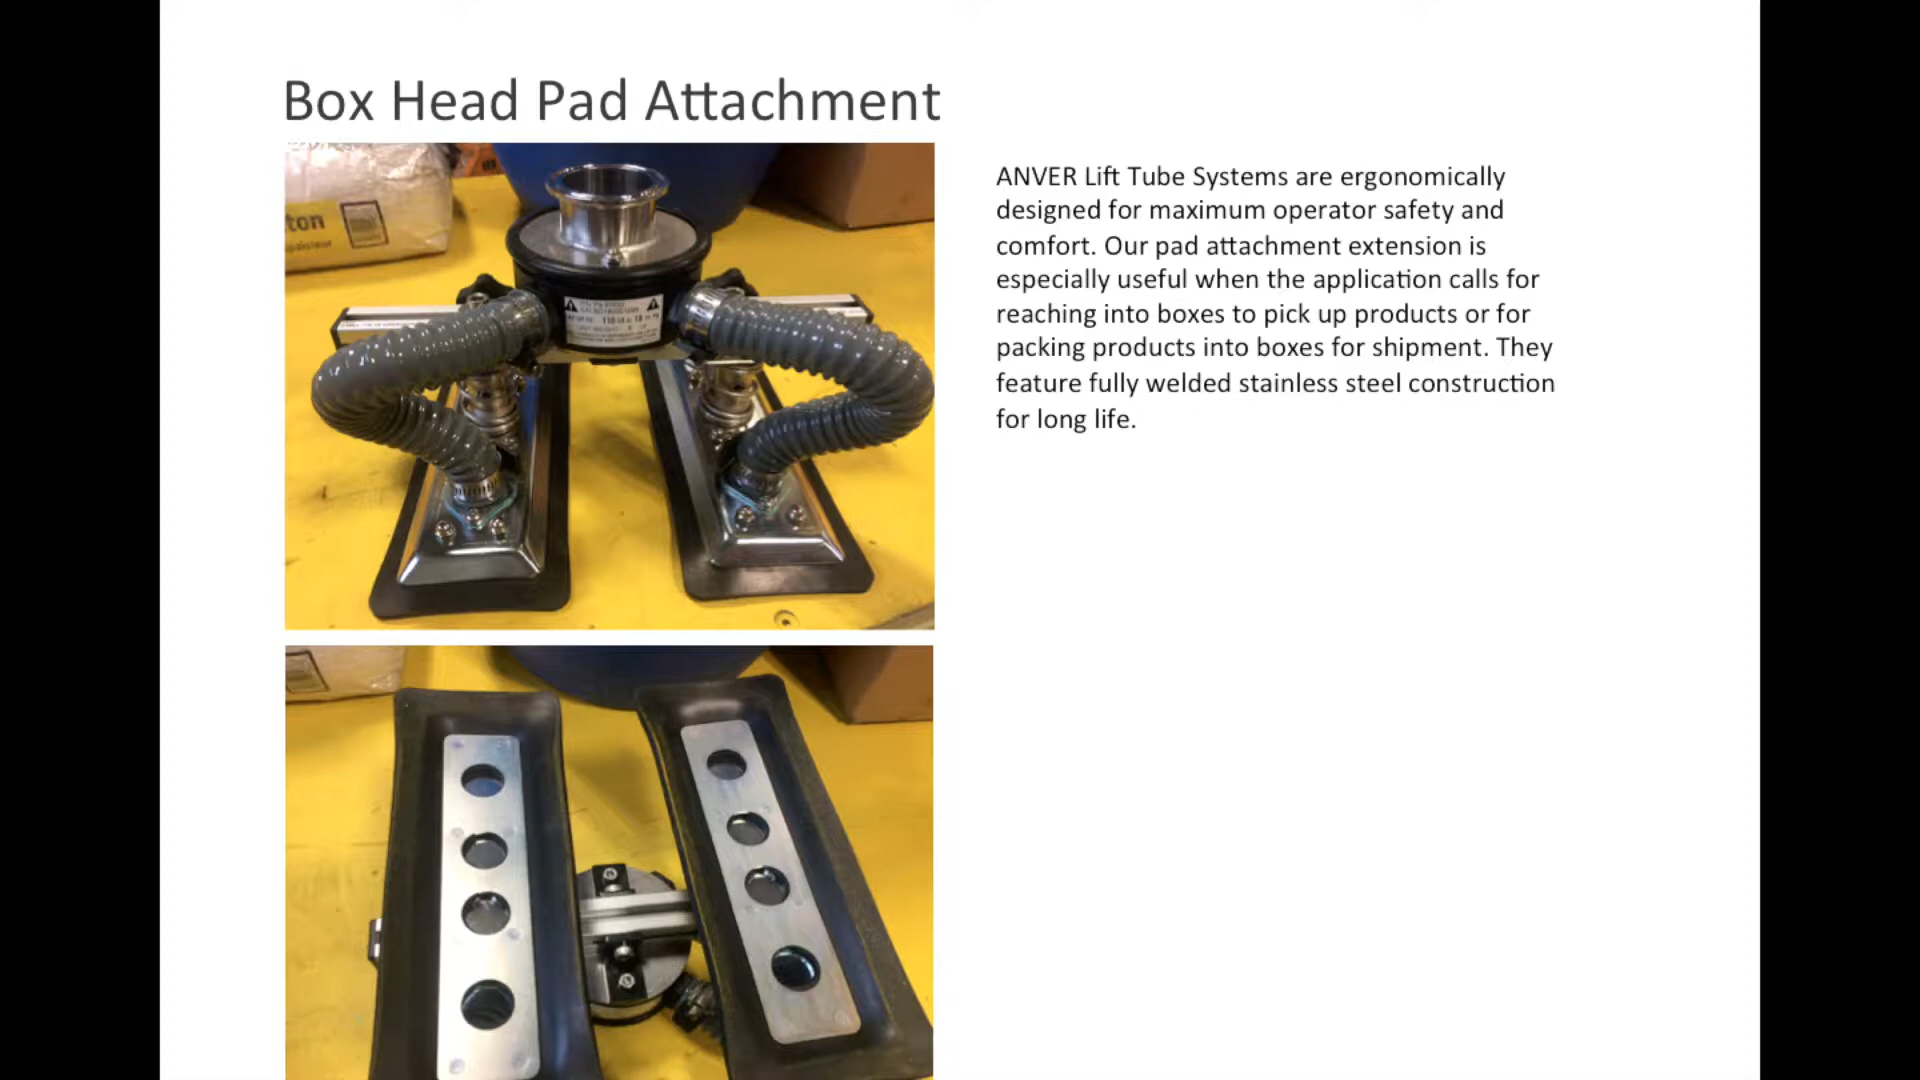 Box Head Pad Attachment
ton
ANVER Lift Tube Systems are ergonomically
designed for maximum operator safety and
comfort. Our pad attachment extension is
especially useful when the application calls for
reaching into boxes to pick up products or for
packing products into boxes for shipment. They
feature fully welded stainless steel construction
for long life.